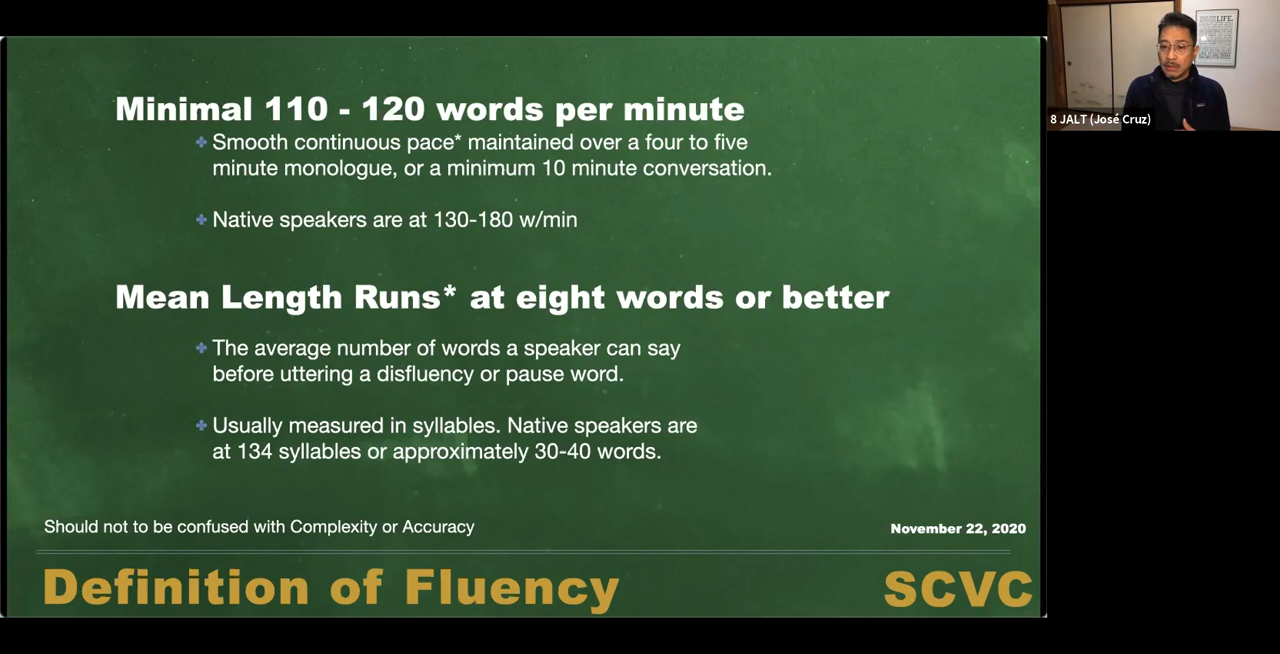 Minimal 110 - 120 words per minute
Smooth continuous pace* maintained over a four to five
minute monologue, or a minimum 10 minute conversation.
Native speakers are at 130-180 w/min
Mean Length Runs* at eight words or better
The average number of words a speaker can say
before uttering a disfluency or pause word.
Usually measured in syllables. Native speakers are
at 134 syllables or approximately 30-40 words.
Should not to be confused with Complexity or Accuracy
November 22, 2020
Definition of Fluency
SCVC
LIFE.
8 JALT (José Cruz)